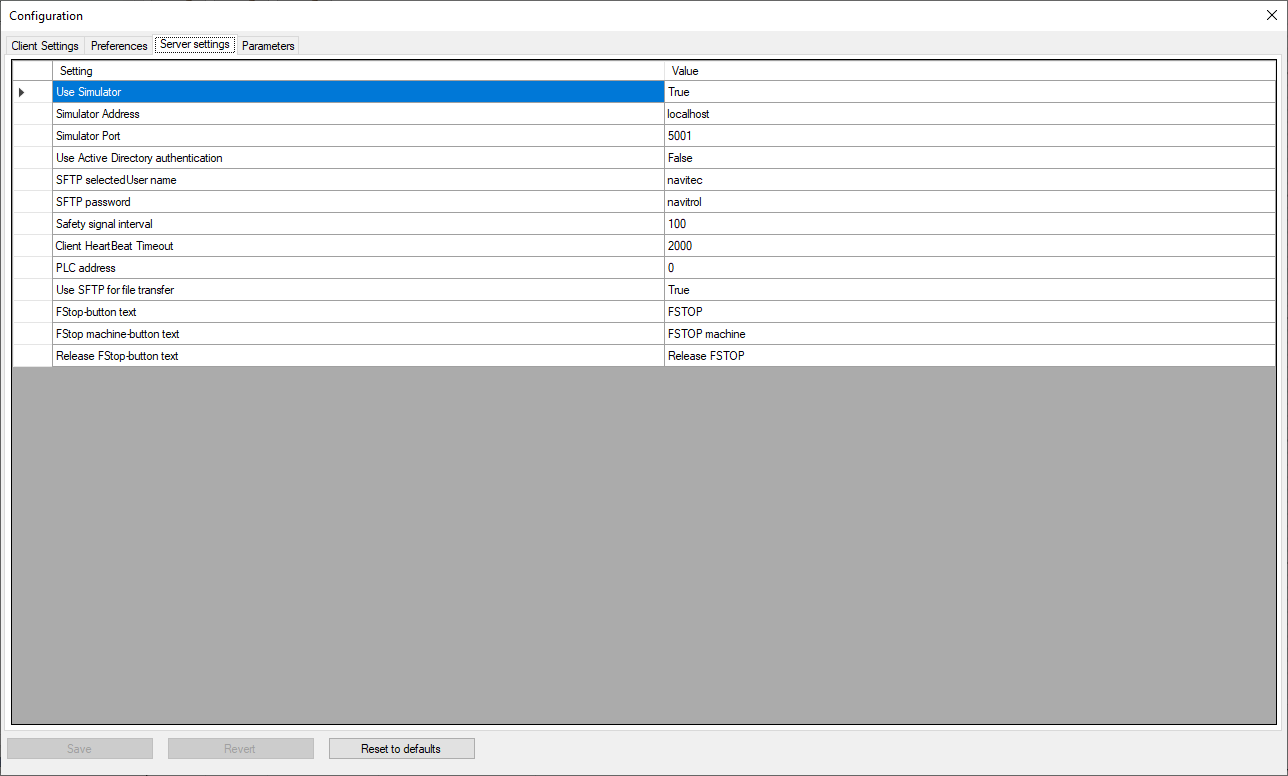 Configuration
Client Settings Preferences Server settings Parameters
Setting Value
Use Simulator True
Simulator Address localhost
Simulator Port 5001
Use Active Directory authentication False
SFTP selectedUser name navitec
SFTP password navitrol
Safety signal interval 100
Client HeartBeat Timeout 2000
PLC address 0
Use SFTP for file transfer True
FStop-button text FSTOP
FStop machine-button text FSTOP machine
Release FStop-button text Release FSTOP
Save Revert Reset to defaults